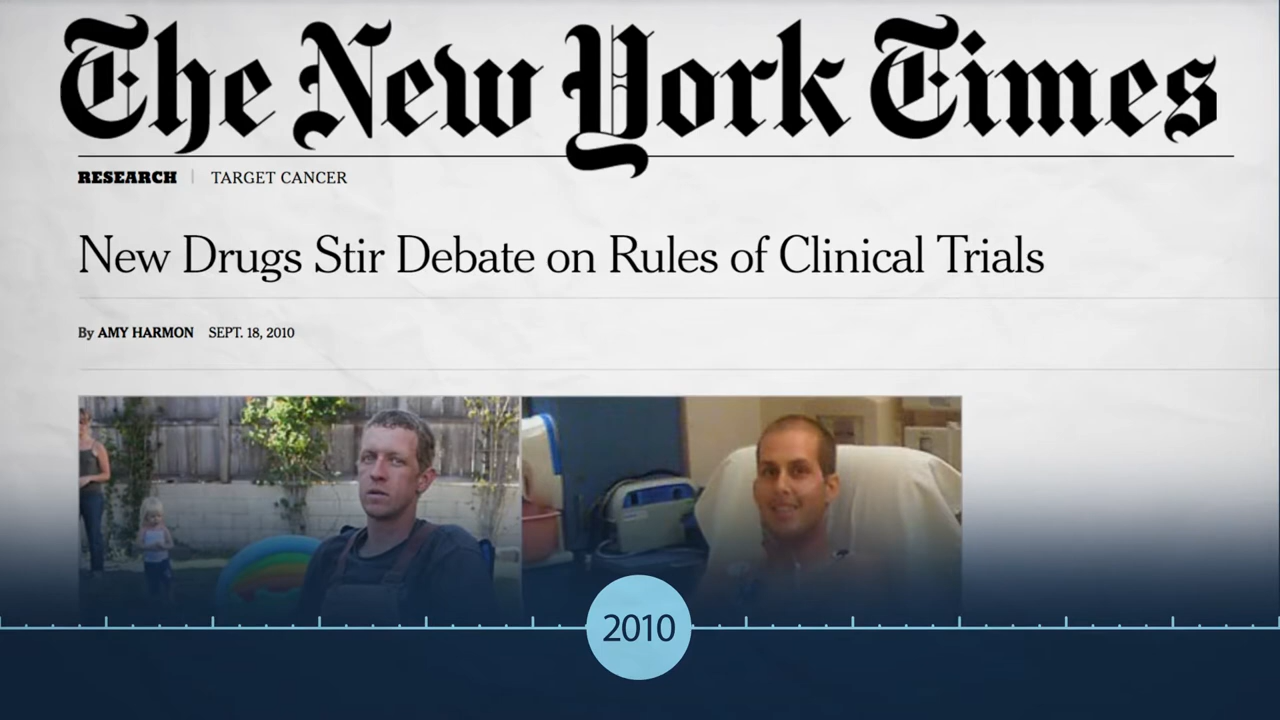 The New York Times
RESEARCH | TARGET CANCER
New Drugs Stir Debate on Rules of Clinical Trials
By AMY HARMON SEPT. 18, 2010
2010